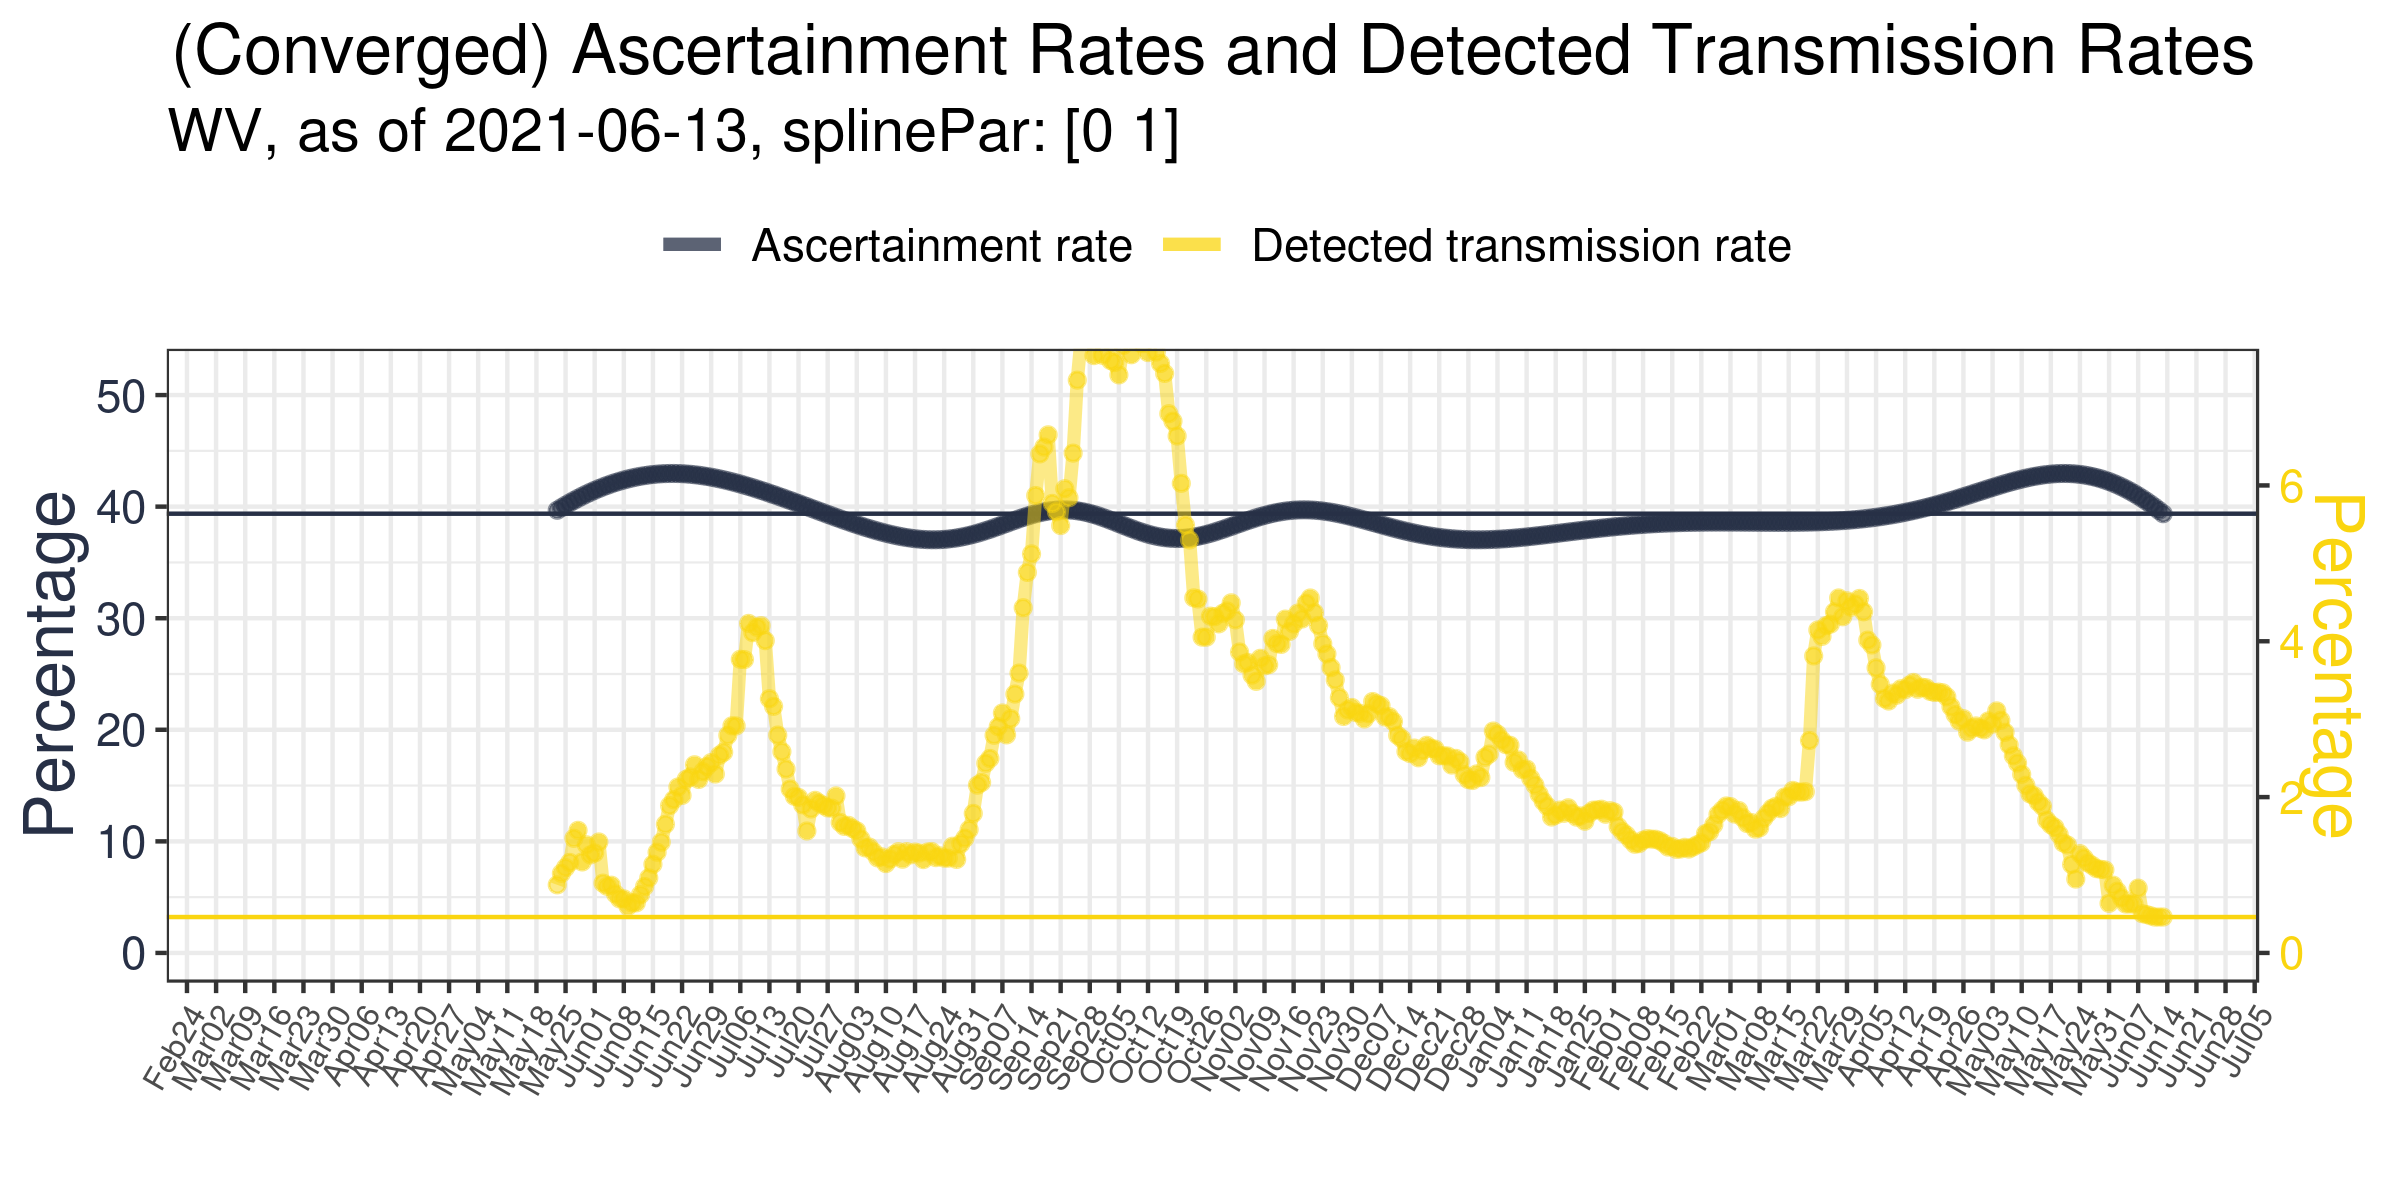 (Converged) Ascertainment Rates and Detected Transmission Rates
WV, as of 2021-06-13, splinePar: [0 1]
Ascertainment rate
Detected transmission rate
Percentage
50
40
30
20
10
0
6
4
2
0
Percentage
Feb24
Mar02
Mar09
Mar16
Mar23
Mar30
Apr06
Apr13
Apr20
Apr27
May04
May11
May18
May25
Jun01
Jun08
Jun15
Jun22
Jun29
Jul06
Jul13
Jul20
Jul27
Aug03
Aug10
Aug17
Aug24
Aug31
Sep07
Sep14
Sep21
Sep28
Oct05
Oct12
Oct19
Oct26
Nov02
Nov09
Nov16
Nov23
Nov30
Dec07
Dec14
Dec21
Dec28
Jan04
Jan11
Jan18
Jan25
Feb01
Feb08
Feb15
Feb22
Mar01
Mar08
Mar15
Mar22
Mar29
Apr05
Apr12
Apr19
Apr26
May03
May10
May17
May24
May31
Jun07
Jun14
Jun21
Jun28
Jul05